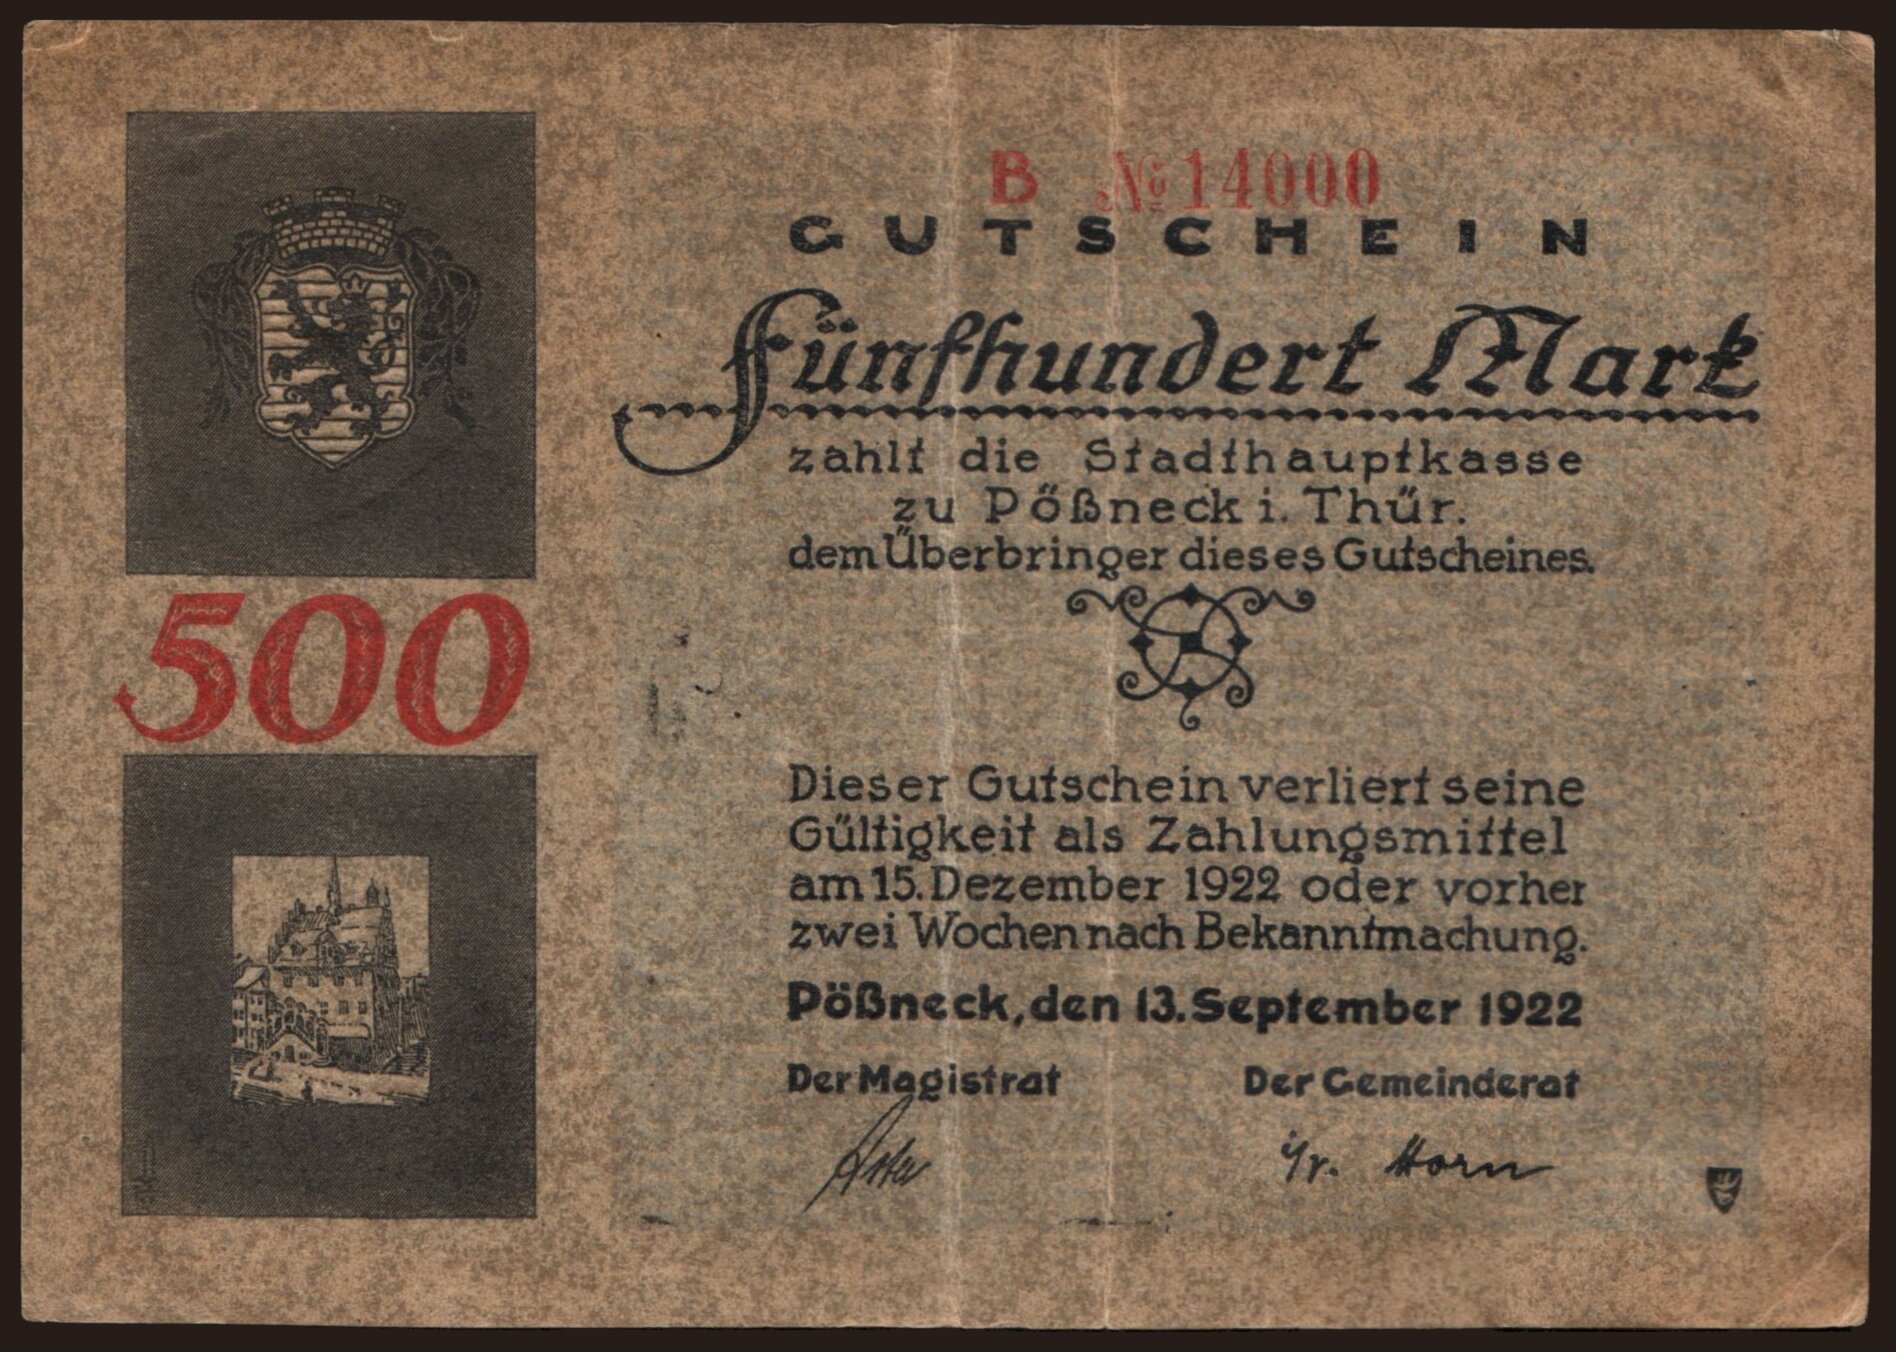 B № 14000
GUTSCHEIN
Fünfhundert Mark
zahlt die Stadthauptkasse
zu Pößneck i. Thür.
dem Überbringer dieses Gutscheines.
500
Dieser Gutschein verliert seine
Gültigkeit als Zahlungsmittel
am 15. Dezember 1922 oder vorher
zwei Wochen nach Bekanntmachung.
Pößneck, den 13. September 1922
Der Magistrat Der Gemeinderat
i/v. Horn